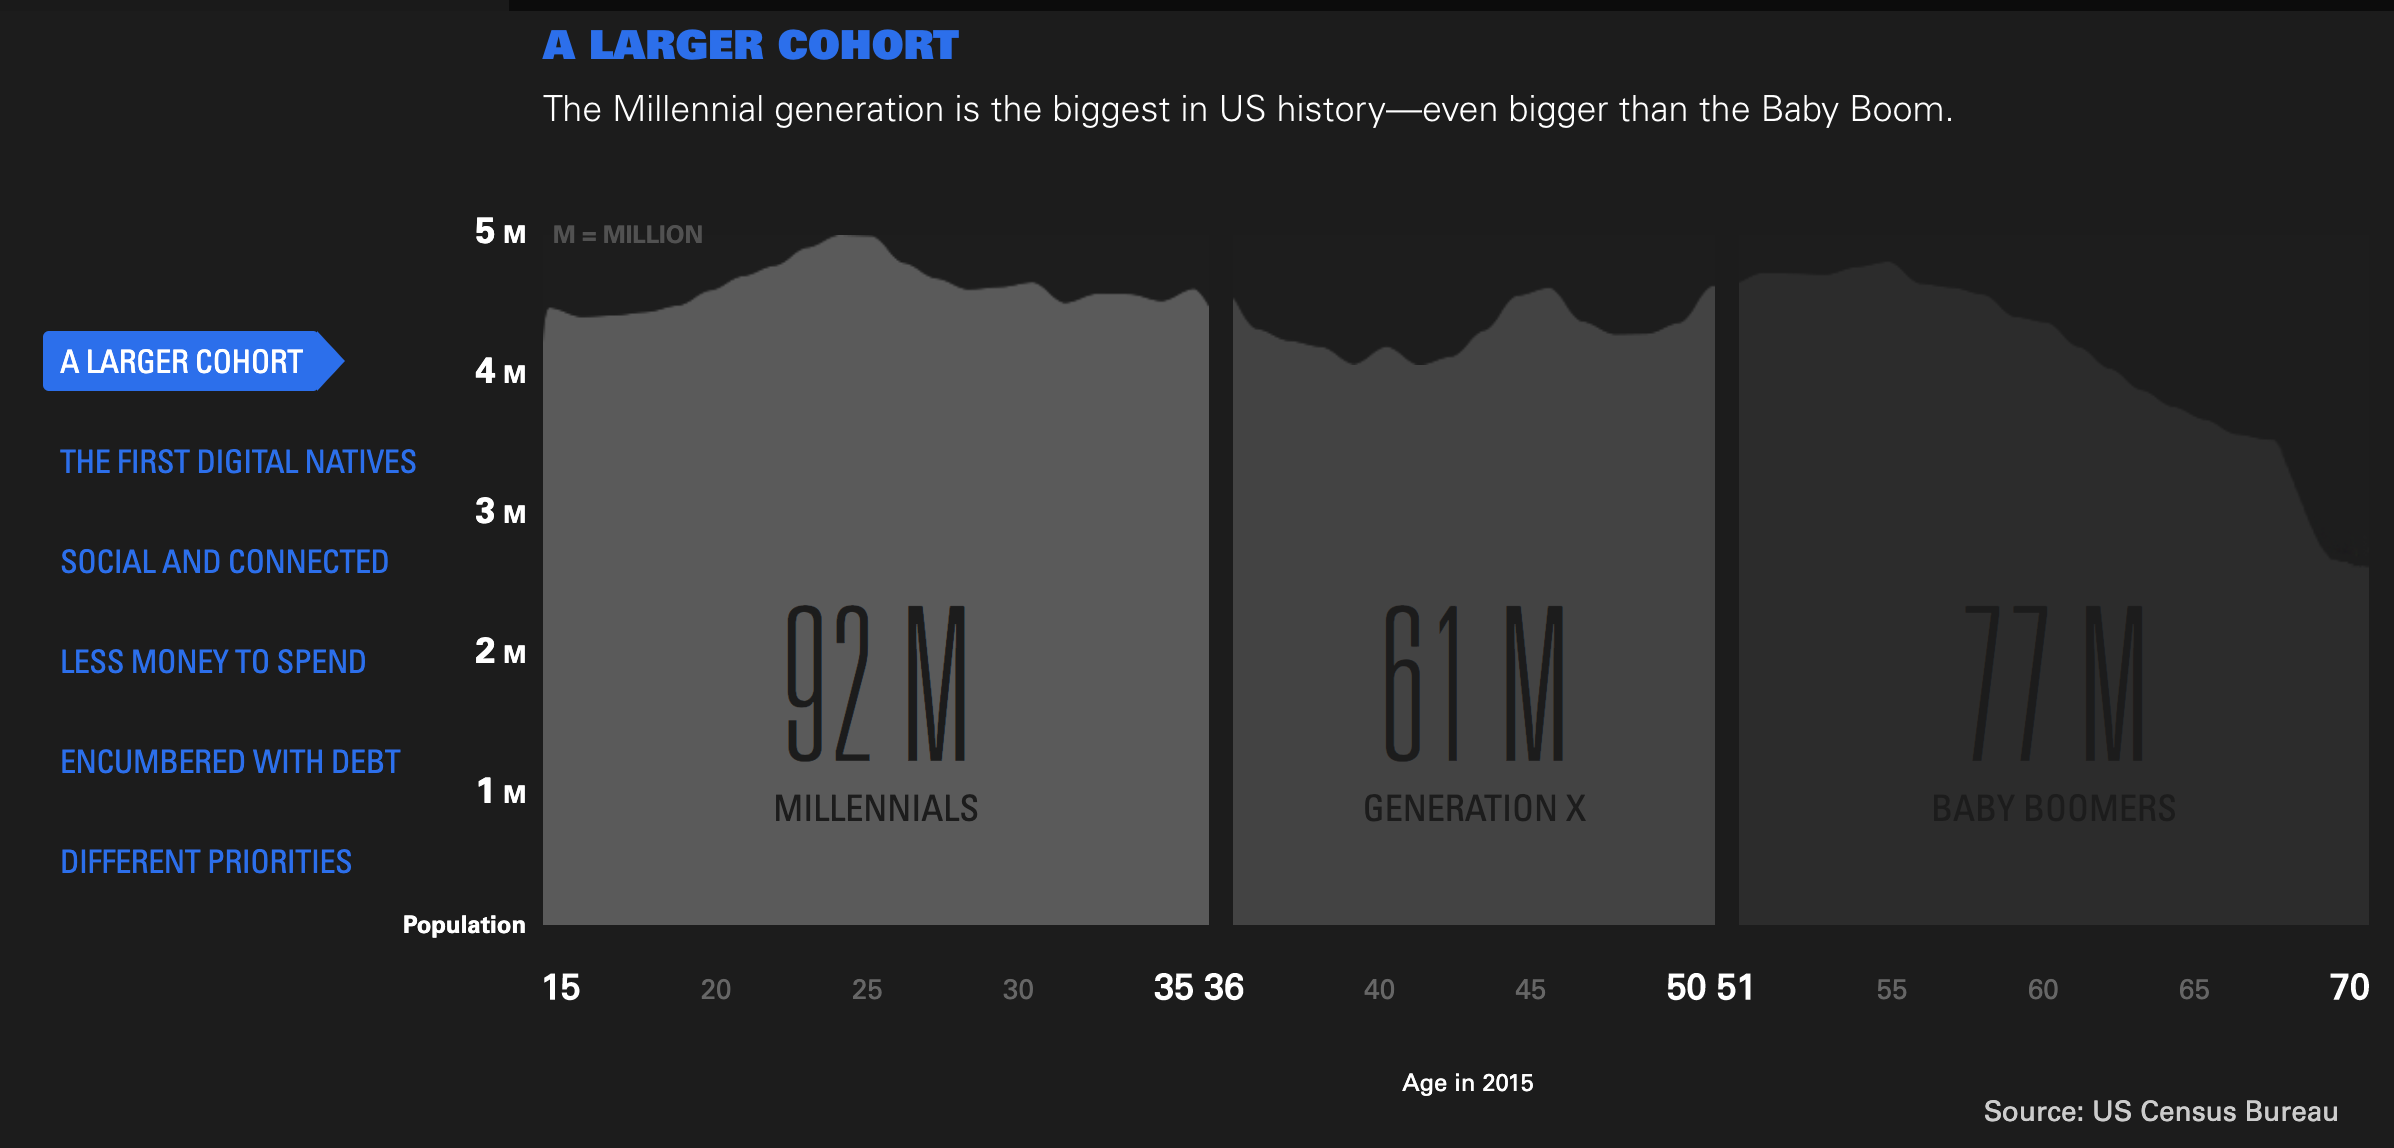 A LARGER COHORT
The Millennial generation is the biggest in US history—even bigger than the Baby Boom.
A LARGER COHORT
THE FIRST DIGITAL NATIVES
SOCIAL AND CONNECTED
LESS MONEY TO SPEND
ENCUMBERED WITH DEBT
DIFFERENT PRIORITIES
5 M
M = MILLION
4 M
3 M
2 M
1 M
Population
92 M
MILLENNIALS
61 M
GENERATION X
77 M
BABY BOOMERS
15 20 25 30 35 36 40 45 50 51 55 60 65 70
Age in 2015
Source: US Census Bureau